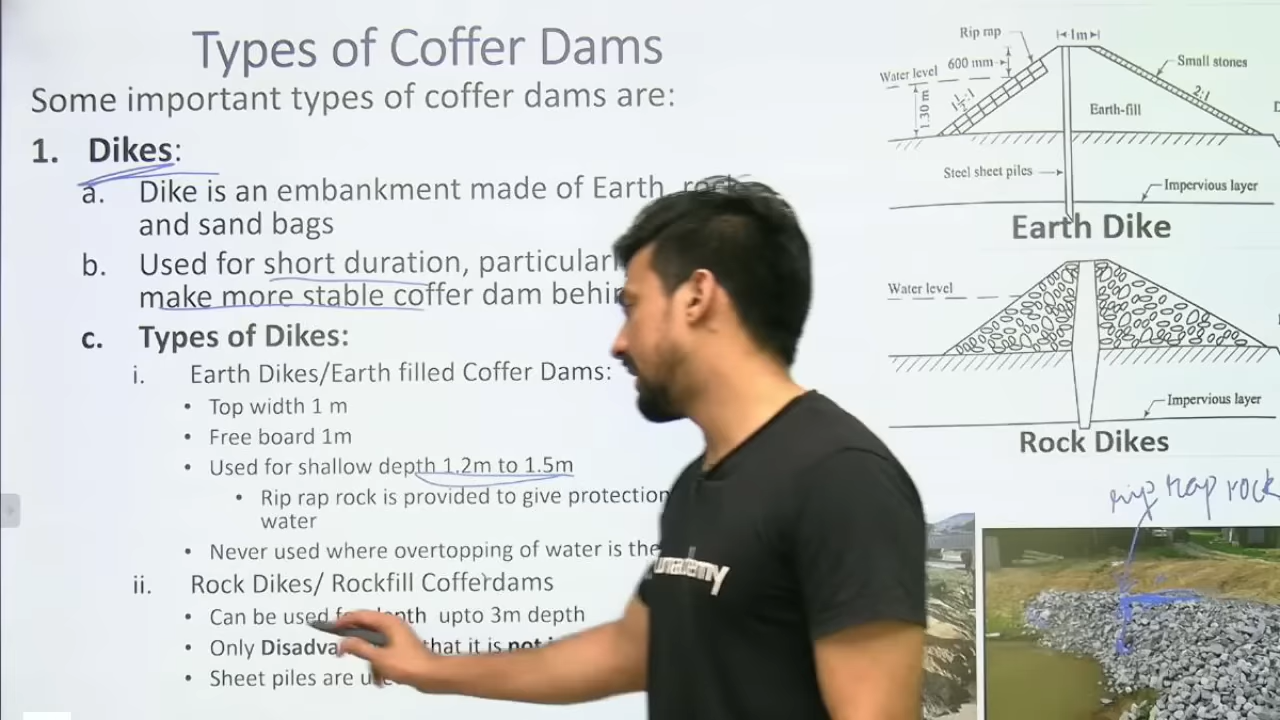 Types of Coffer Dams
Some important types of coffer dams are:
1. Dikes:
a. Dike is an embankment made of Earth,
and sand bags
b. Used for short duration,
make more stable coffer dam
c. Types of Dikes:
i. Earth Dikes/Earth filled Coffer Dams:
• Top width 1 m
• Free board 1m
• Used for shallow depth 1.2m to 1.5m
• Rip rap rock is provided to give protection
water
• Never used where overtopping of water is
ii. Rock Dikes/ Rockfill Cofferdams
• Can be used upto 3m depth
• Only that it is
• Sheet piles are
Rip rap
1m
Water level
600 mm
Small stones
1½:1
2:1
1.30 m
Earth-fill
Steel sheet piles
Impervious layer
Earth Dike
Water level
Impervious layer
Rock Dikes
rip rap rock
unacademy